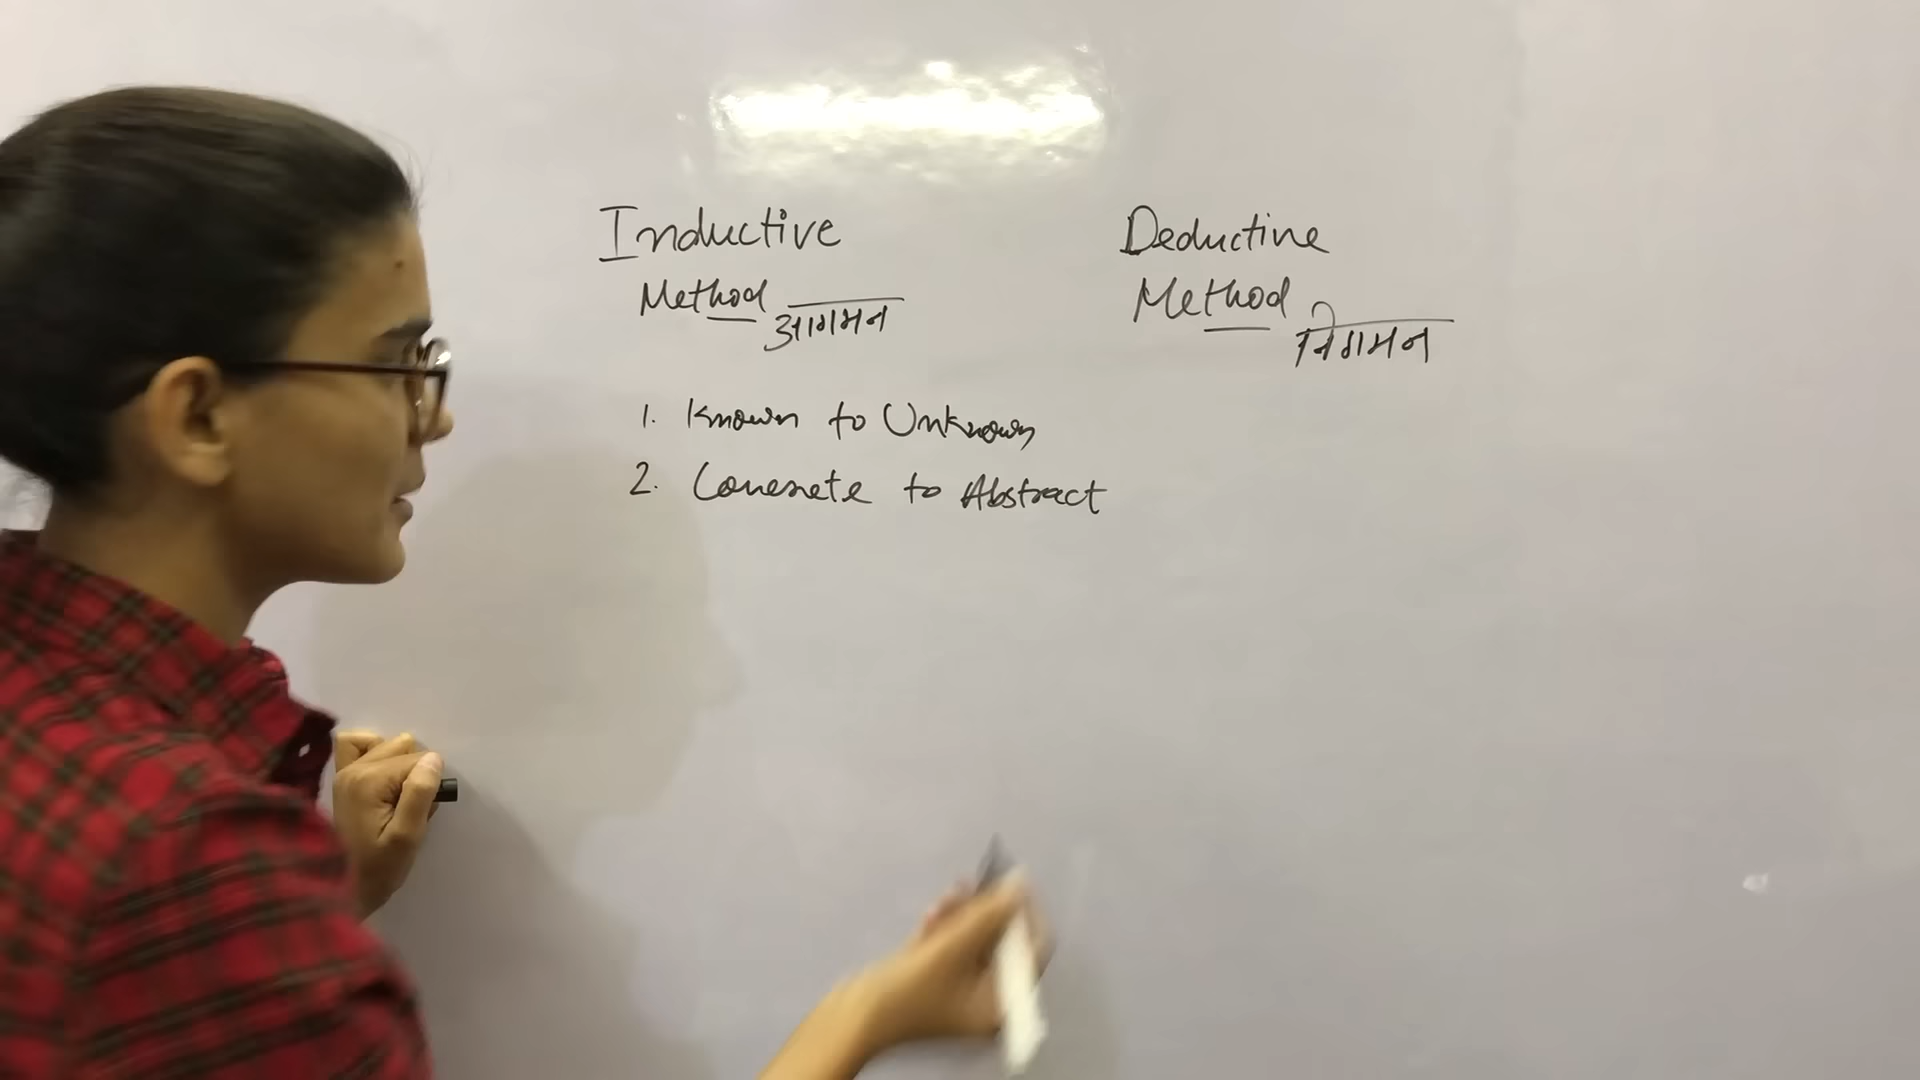 Inductive
Method आगमन
Deductive
Method निगमन
1. Known to Unknown
2. Concrete to Abstract